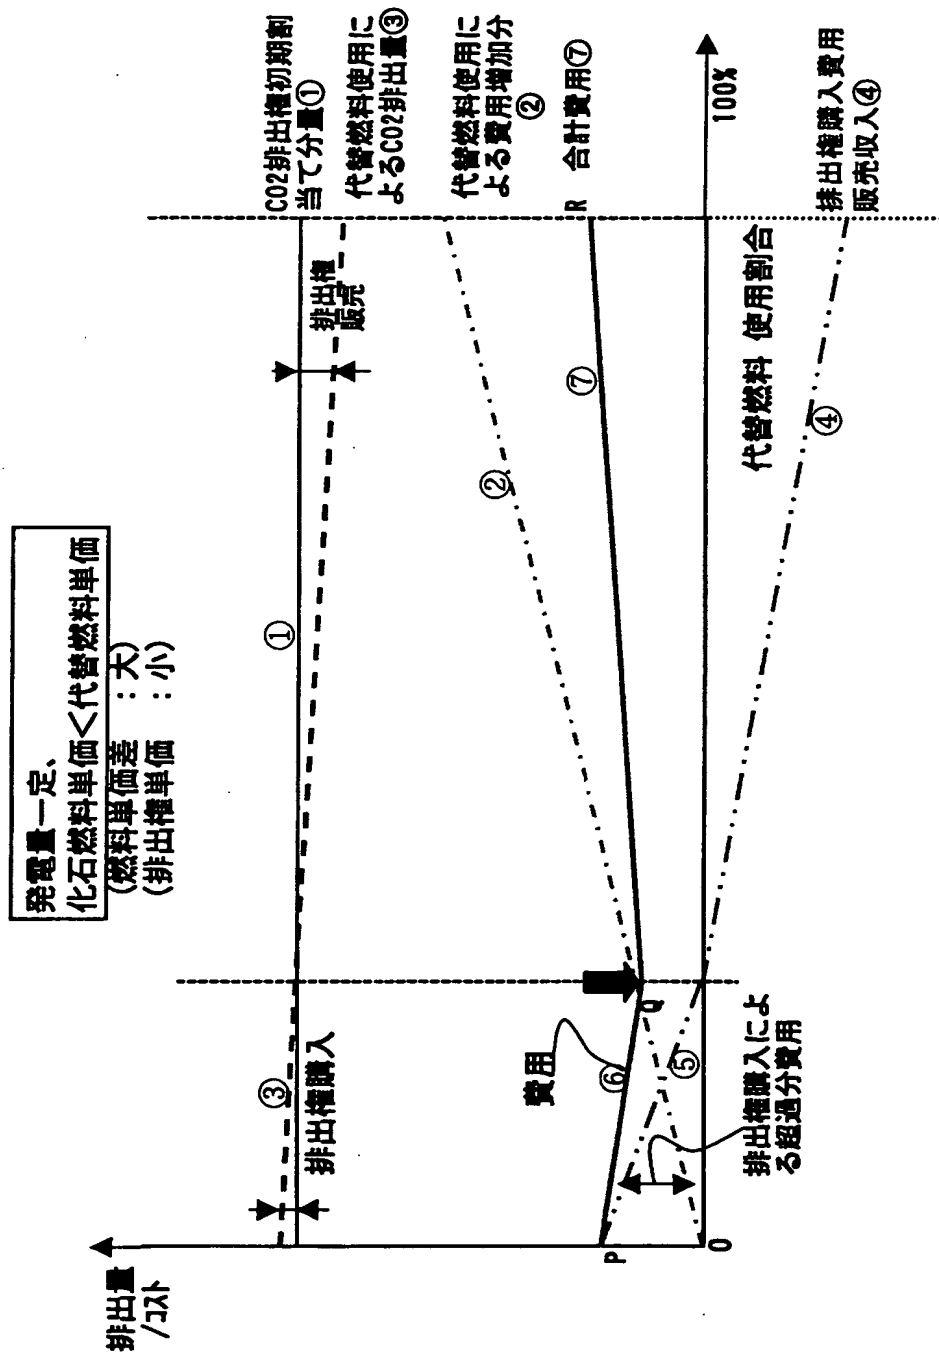 発電量一定、
化石燃料単価<代替燃料単価
(燃料単価差 :大)
(排出権単価 :小)
排出量
/コスト
CO2排出権初期割
当て分量①
代替燃料使用に
よるCO2排出量③
代替燃料使用に
よる費用増加分
②
R 合計費用⑦
100%
排出権購入費用
販売収入④
③
排出権購入
①
排出権
販売
②
⑦
費用
⑥
P
Q
⑤
0
排出権購入によ
る超過分費用
代替燃料 使用割合
④